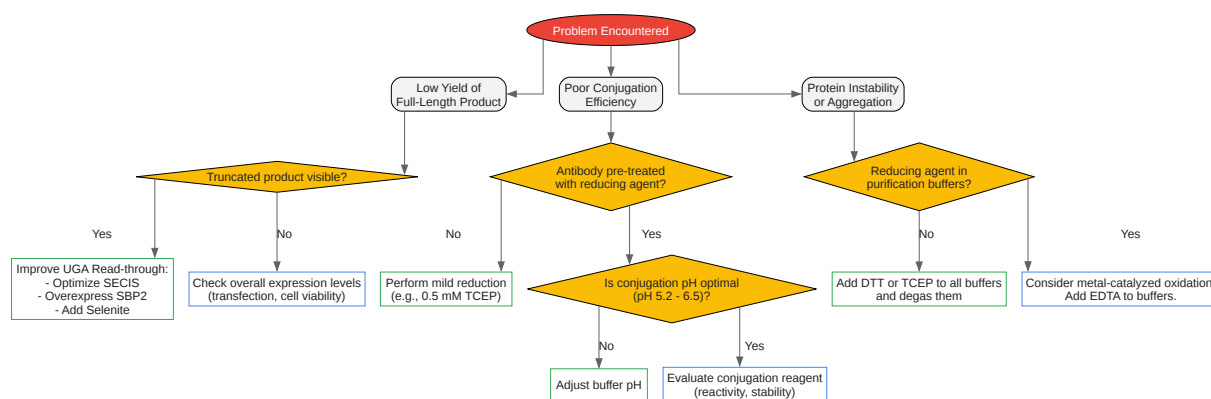 Problem Encountered
Low Yield of
Full-Length Product
Poor Conjugation
Efficiency
Protein Instability
or Aggregation
Truncated product visible?
Antibody pre-treated
with reducing agent?
Reducing agent in
purification buffers?
Yes
No
No
Yes
No
Yes
Improve UGA Read-through:
- Optimize SECIS
- Overexpress SBP2
- Add Selenite
Check overall expression levels
(transfection, cell viability)
Perform mild reduction
(e.g., 0.5 mM TCEP)
Is conjugation pH optimal
(pH 5.2 - 6.5)?
Add DTT or TCEP to all buffers
and degas them
Consider metal-catalyzed oxidation.
Add EDTA to buffers.
No
Yes
Adjust buffer pH
Evaluate conjugation reagent
(reactivity, stability)